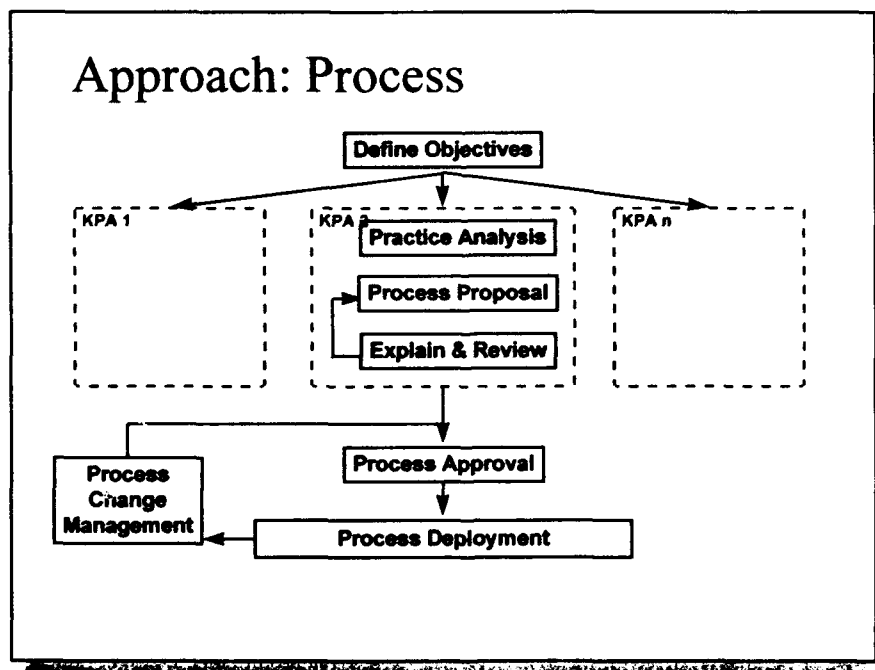 Approach: Process
Define Objectives
KPA 1
KPA
KPA n
Practice Analysis
Process Proposal
Explain & Review
Process Approval
Process
Change
Management
Process Deployment